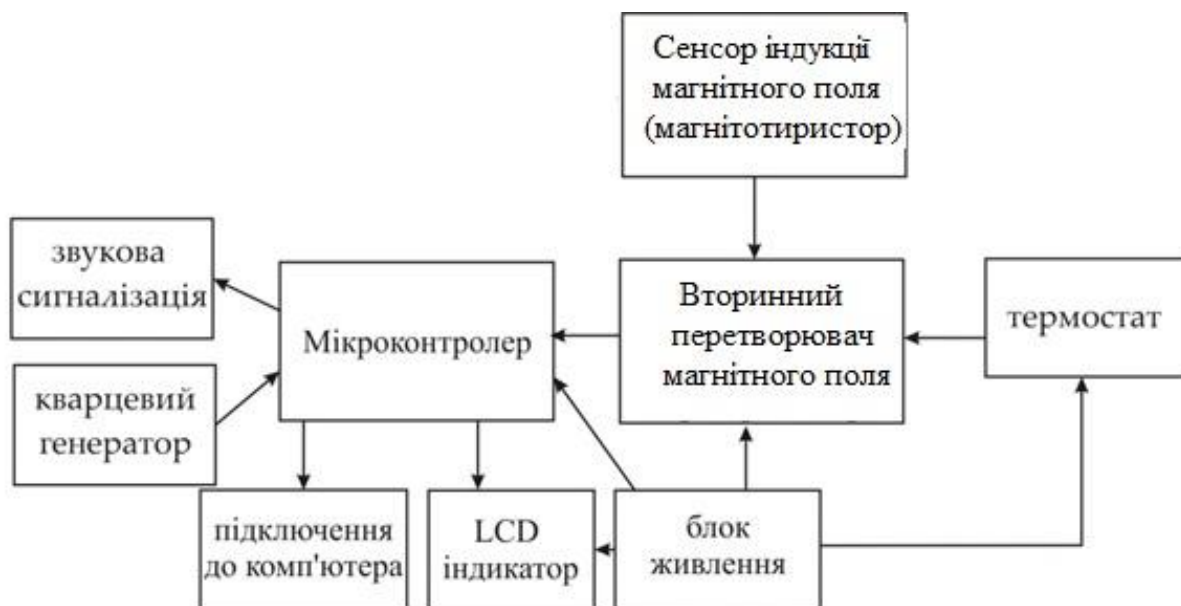 Сенсор індукції
магнітного поля
(магнітотиристор)
звукова
сигналізація
Мікроконтролер
Вторинний
перетворювач
магнітного поля
термостат
кварцевий
генератор
підключення
до комп'ютера
LCD
індикатор
блок
живлення